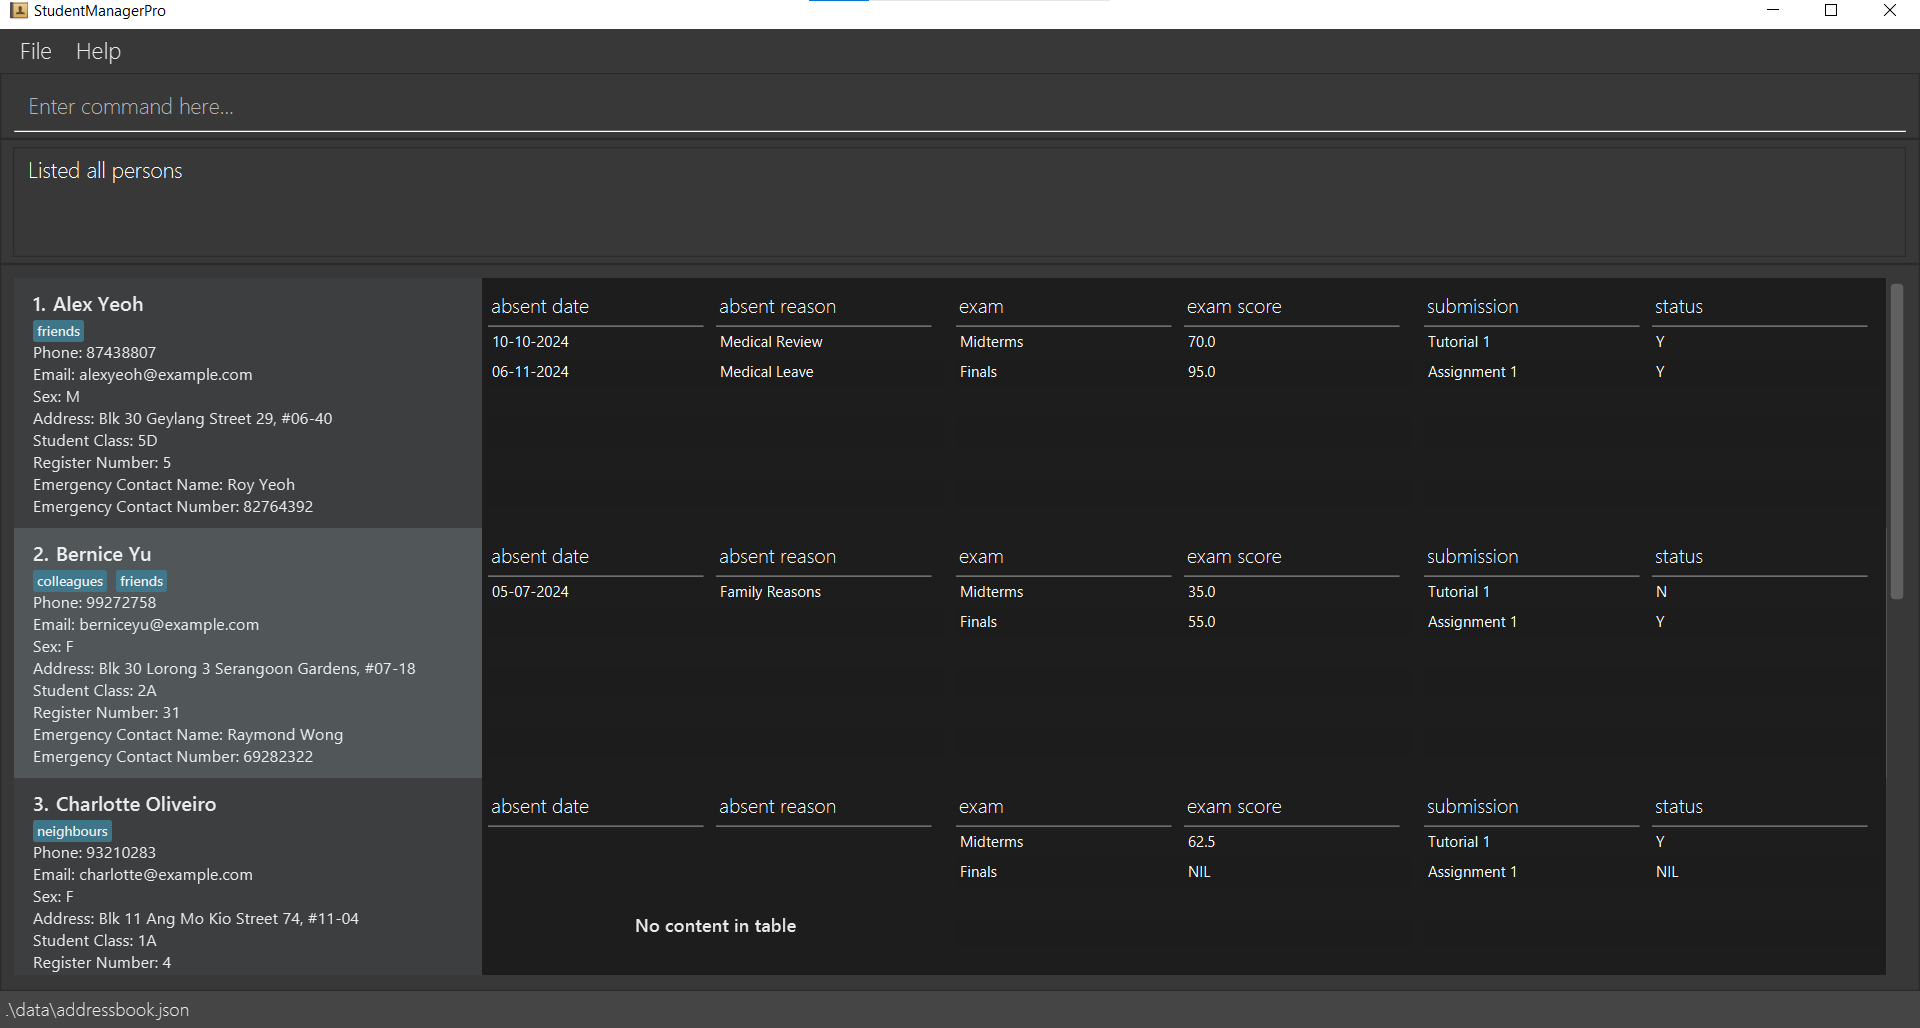 StudentManagerPro
File Help
Enter command here...
Listed all persons
1. Alex Yeoh
friends
Phone: 87438807
Email: alexyeoh@example.com
Sex: M
Address: Blk 30 Geylang Street 29, #06-40
Student Class: 5D
Register Number: 5
Emergency Contact Name: Roy Yeoh
Emergency Contact Number: 82764392
absent date absent reason exam exam score submission status
10-10-2024 Medical Review Midterms 70.0 Tutorial 1 Y
06-11-2024 Medical Leave Finals 95.0 Assignment 1 Y
2. Bernice Yu
colleagues friends
Phone: 99272758
Email: berniceyu@example.com
Sex: F
Address: Blk 30 Lorong 3 Serangoon Gardens, #07-18
Student Class: 2A
Register Number: 31
Emergency Contact Name: Raymond Wong
Emergency Contact Number: 69282322
absent date absent reason exam exam score submission status
05-07-2024 Family Reasons Midterms 35.0 Tutorial 1 N
Finals 55.0 Assignment 1 Y
3. Charlotte Oliveiro
neighbours
Phone: 93210283
Email: charlotte@example.com
Sex: F
Address: Blk 11 Ang Mo Kio Street 74, #11-04
Student Class: 1A
Register Number: 4
absent date absent reason exam exam score submission status
Midterms 62.5 Tutorial 1 Y
Finals NIL Assignment 1 NIL
No content in table
.\data\addressbook.json